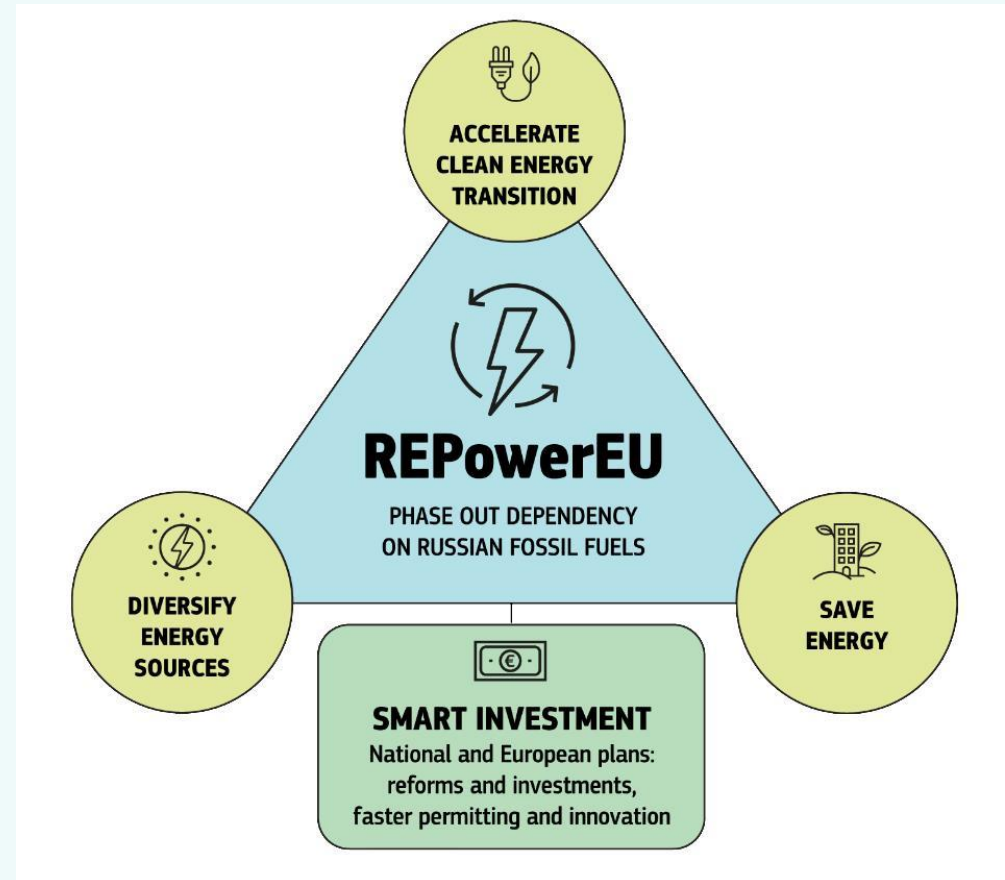 ACCELERATE
CLEAN ENERGY
TRANSITION
REPowerEU
PHASE OUT DEPENDENCY
ON RUSSIAN FOSSIL FUELS
DIVERSIFY
ENERGY
SOURCES
SAVE
ENERGY
€
SMART INVESTMENT
National and European plans:
reforms and investments,
faster permitting and innovation